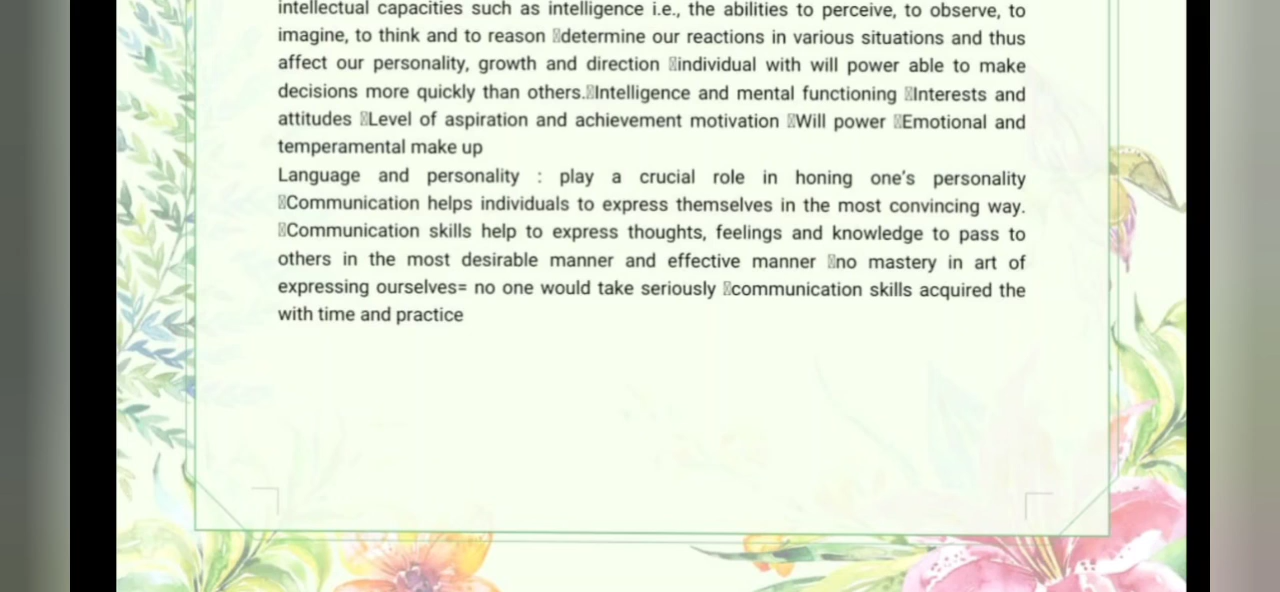 intellectual capacities such as intelligence i.e., the abilities to perceive, to observe, to
imagine, to think and to reason determine our reactions in various situations and thus
affect our personality, growth and direction individual with will power able to make
decisions more quickly than others.Intelligence and mental functioning Interests and
attitudes Level of aspiration and achievement motivation Will power Emotional and
temperamental make up
Language and personality : play a crucial role in honing one's personality
Communication helps individuals to express themselves in the most convincing way.
Communication skills help to express thoughts, feelings and knowledge to pass to
others in the most desirable manner and effective manner no mastery in art of
expressing ourselves= no one would take seriously communication skills acquired the
with time and practice